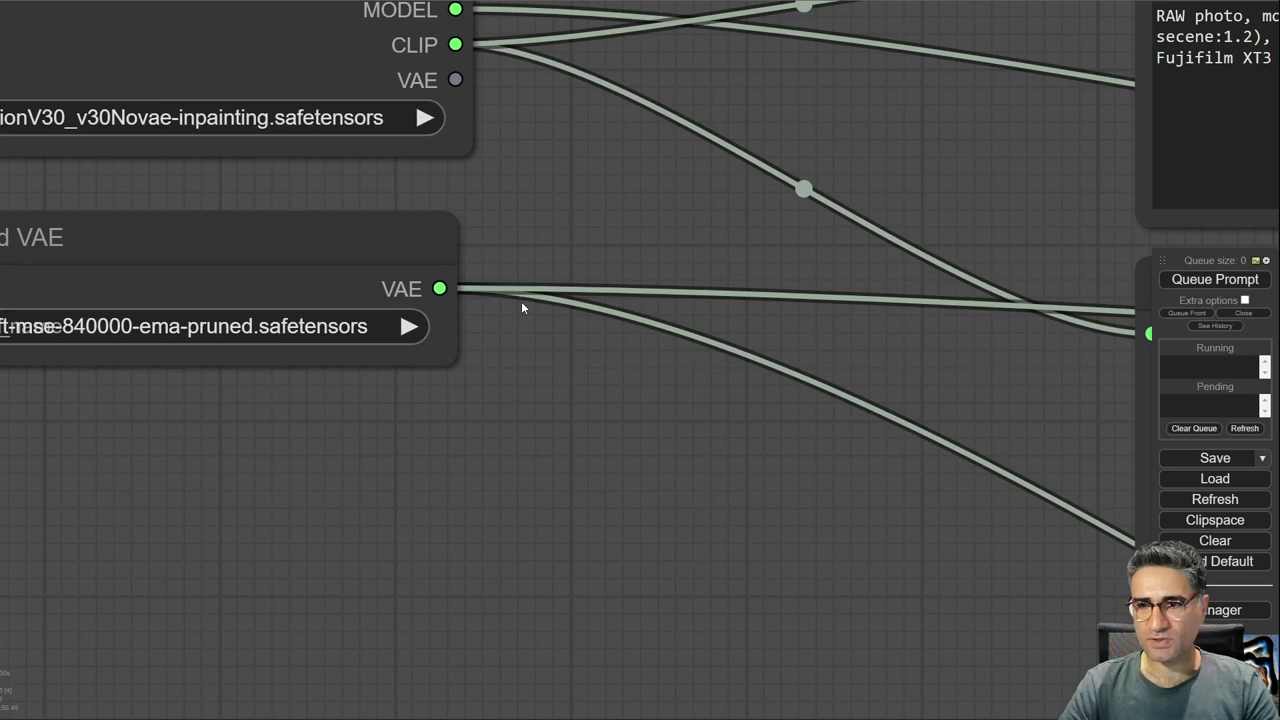 MODEL
CLIP
VAE
ionV30_v30Novae-inpainting.safetensors
d VAE
VAE
ft-mse-840000-ema-pruned.safetensors
RAW photo, mo
secene:1.2),
Fujifilm XT3
Queue size: 0
Queue Prompt
Extra options
Queue Front
Close
See History
Running
Pending
Clear Queue
Refresh
Save
Load
Refresh
Clipspace
Clear
d Default
nager